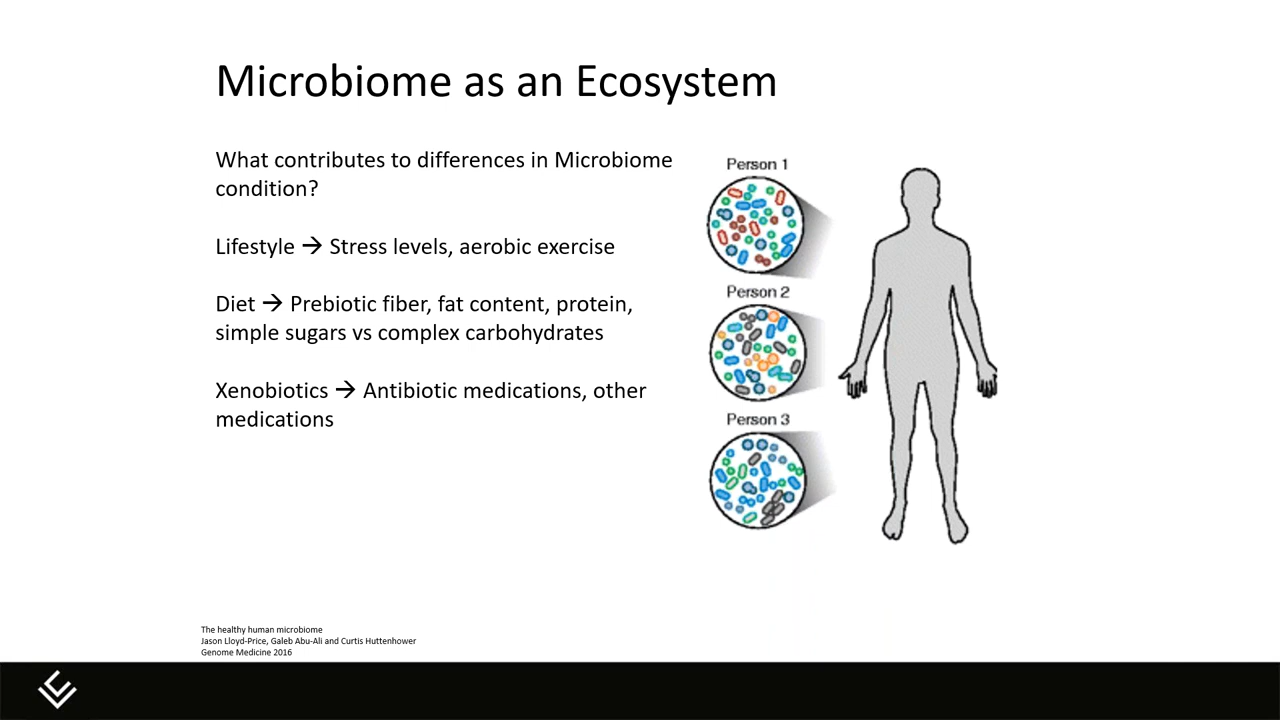 Microbiome as an Ecosystem
What contributes to differences in Microbiome
condition?
Lifestyle → Stress levels, aerobic exercise
Diet → Prebiotic fiber, fat content, protein,
simple sugars vs complex carbohydrates
Xenobiotics → Antibiotic medications, other
medications
Person 1
Person 2
Person 3
The healthy human microbiome
Jason Lloyd-Price, Galeb Abu-Ali and Curtis Huttenhower
Genome Medicine 2016